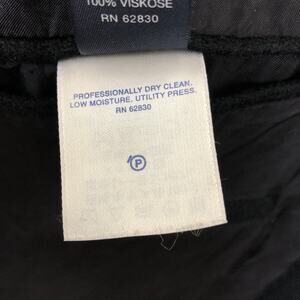 100% VISKOSE
RN 62830
PROFESSIONALLY DRY CLEAN.
LOW MOISTURE. UTILITY PRESS.
RN 62830
P